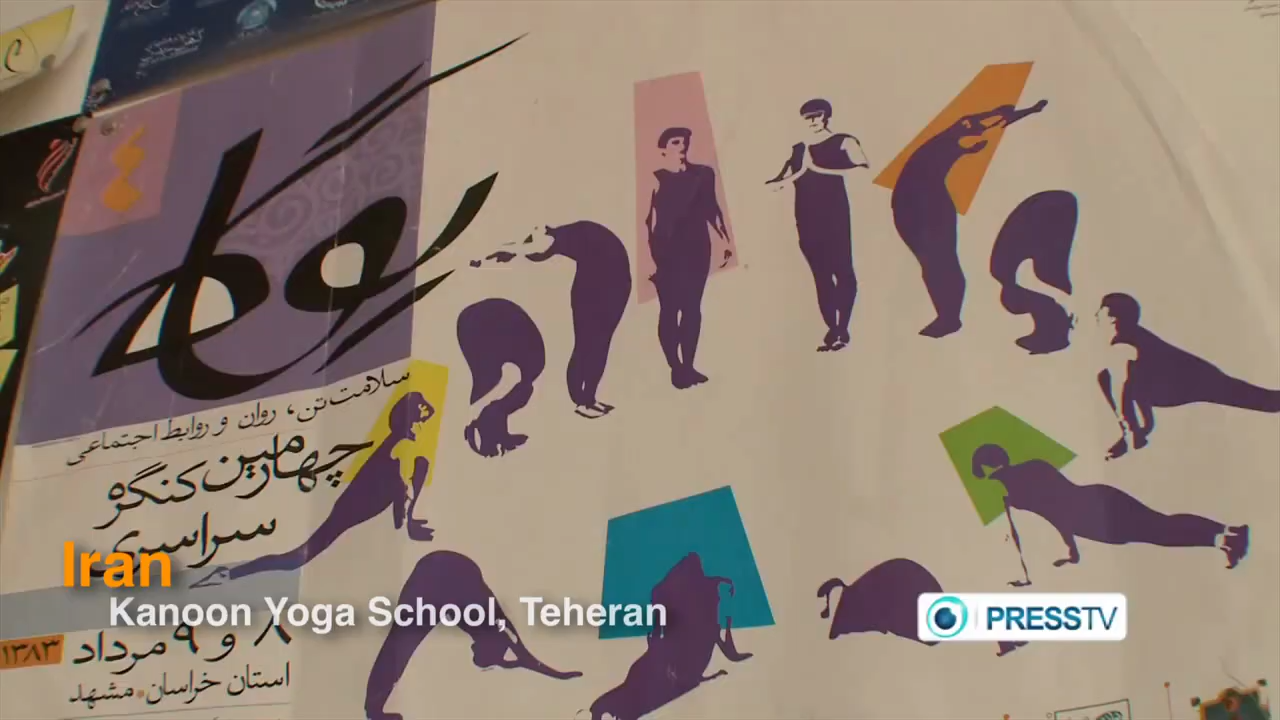 یوگا
سلامت تن، روان و روابط اجتماعی
چهارمین کنگره
سراسری
۸ و ۹ مرداد ۱۳۸۳
استان خراسان • مشهد
Iran
Kanoon Yoga School, Teheran
PRESSTV